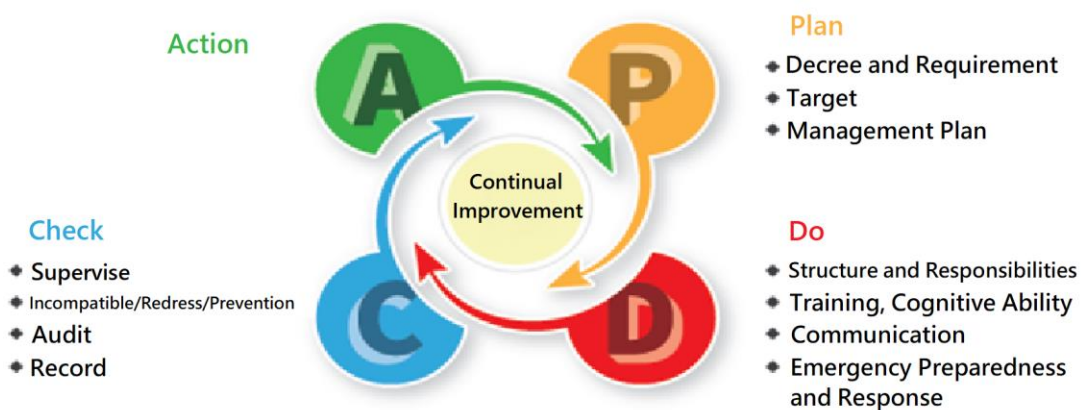 Action
A
P
Plan
Decree and Requirement
Target
Management Plan
Continual
Improvement
Check
Supervise
Incompatible/Redress/Prevention
Audit
Record
C
D
Do
Structure and Responsibilities
Training, Cognitive Ability
Communication
Emergency Preparedness
and Response